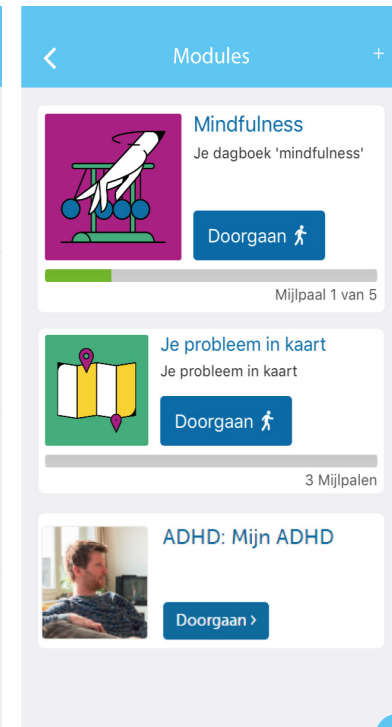 Modules
Mindfulness
Je dagboek 'mindfulness'
Doorgaan
Mijlpaal 1 van 5
Je probleem in kaart
Je probleem in kaart
Doorgaan
3 Mijlpalen
ADHD: Mijn ADHD
Doorgaan